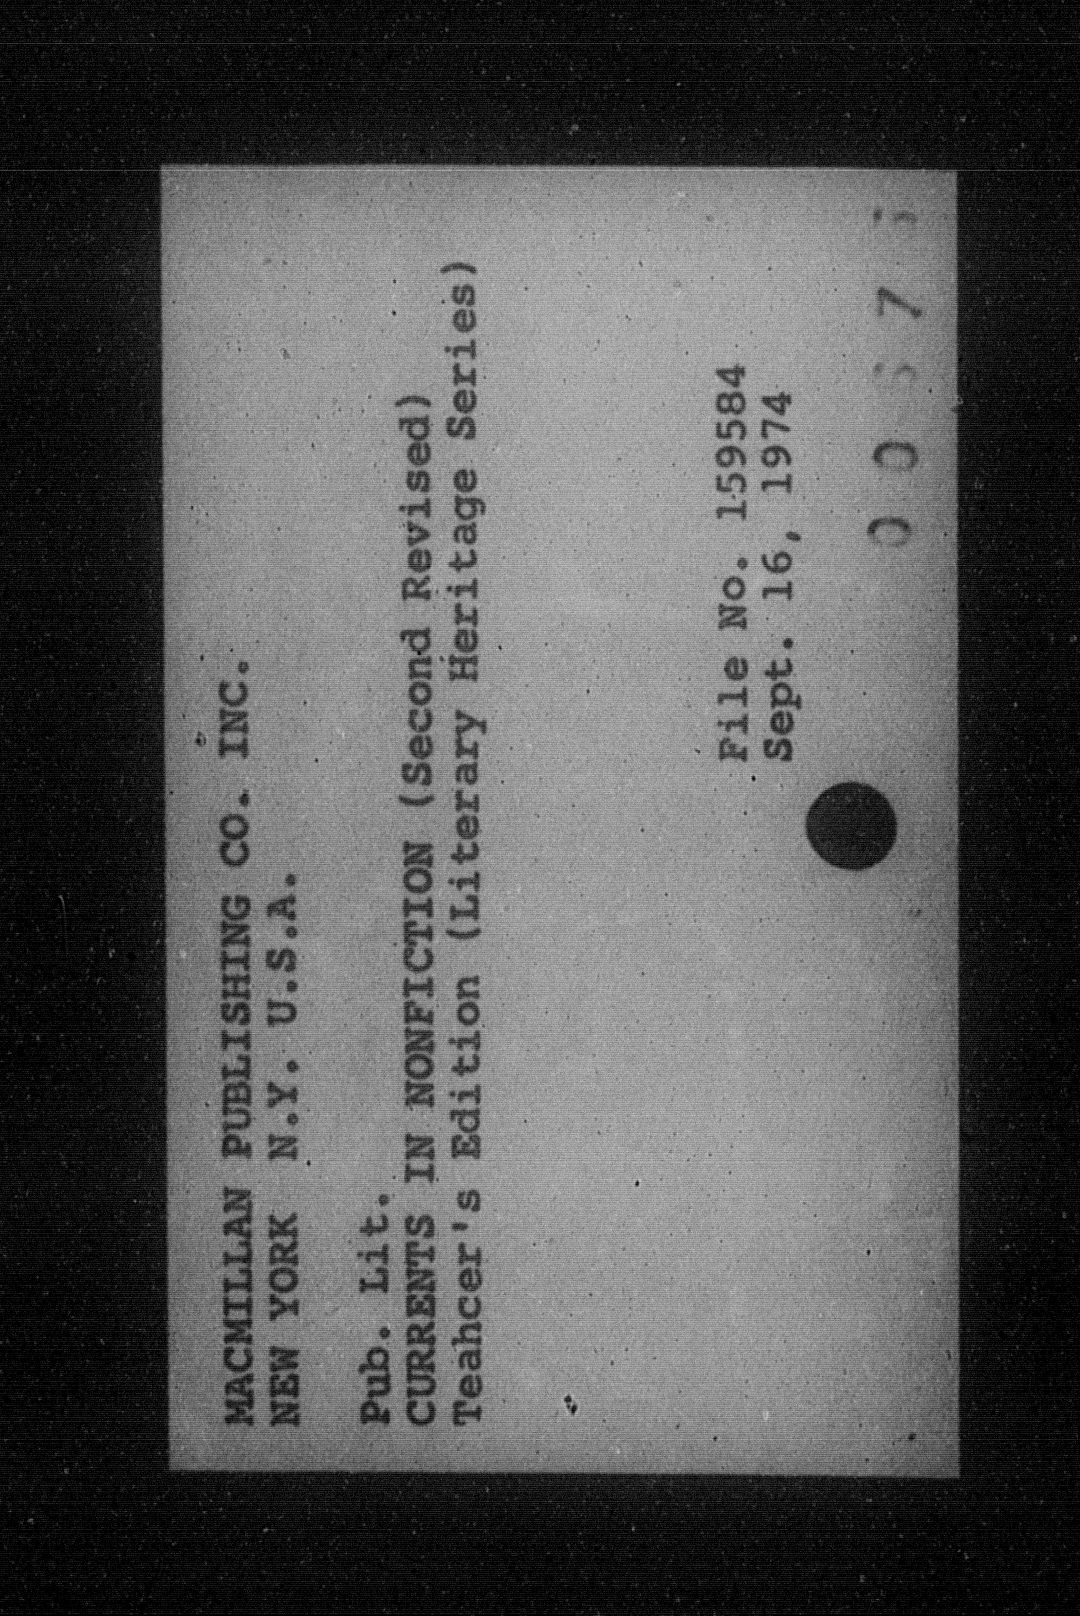 MACMILLAN PUBLISHING CO. INC.
NEW YORK N.Y. U.S.A.
Pub. Lit.
CURRENTS IN NONFICTION (Second Revised)
Teahcer's Edition (Literary Heritage Series)
File No. 159584
Sept. 16, 1974